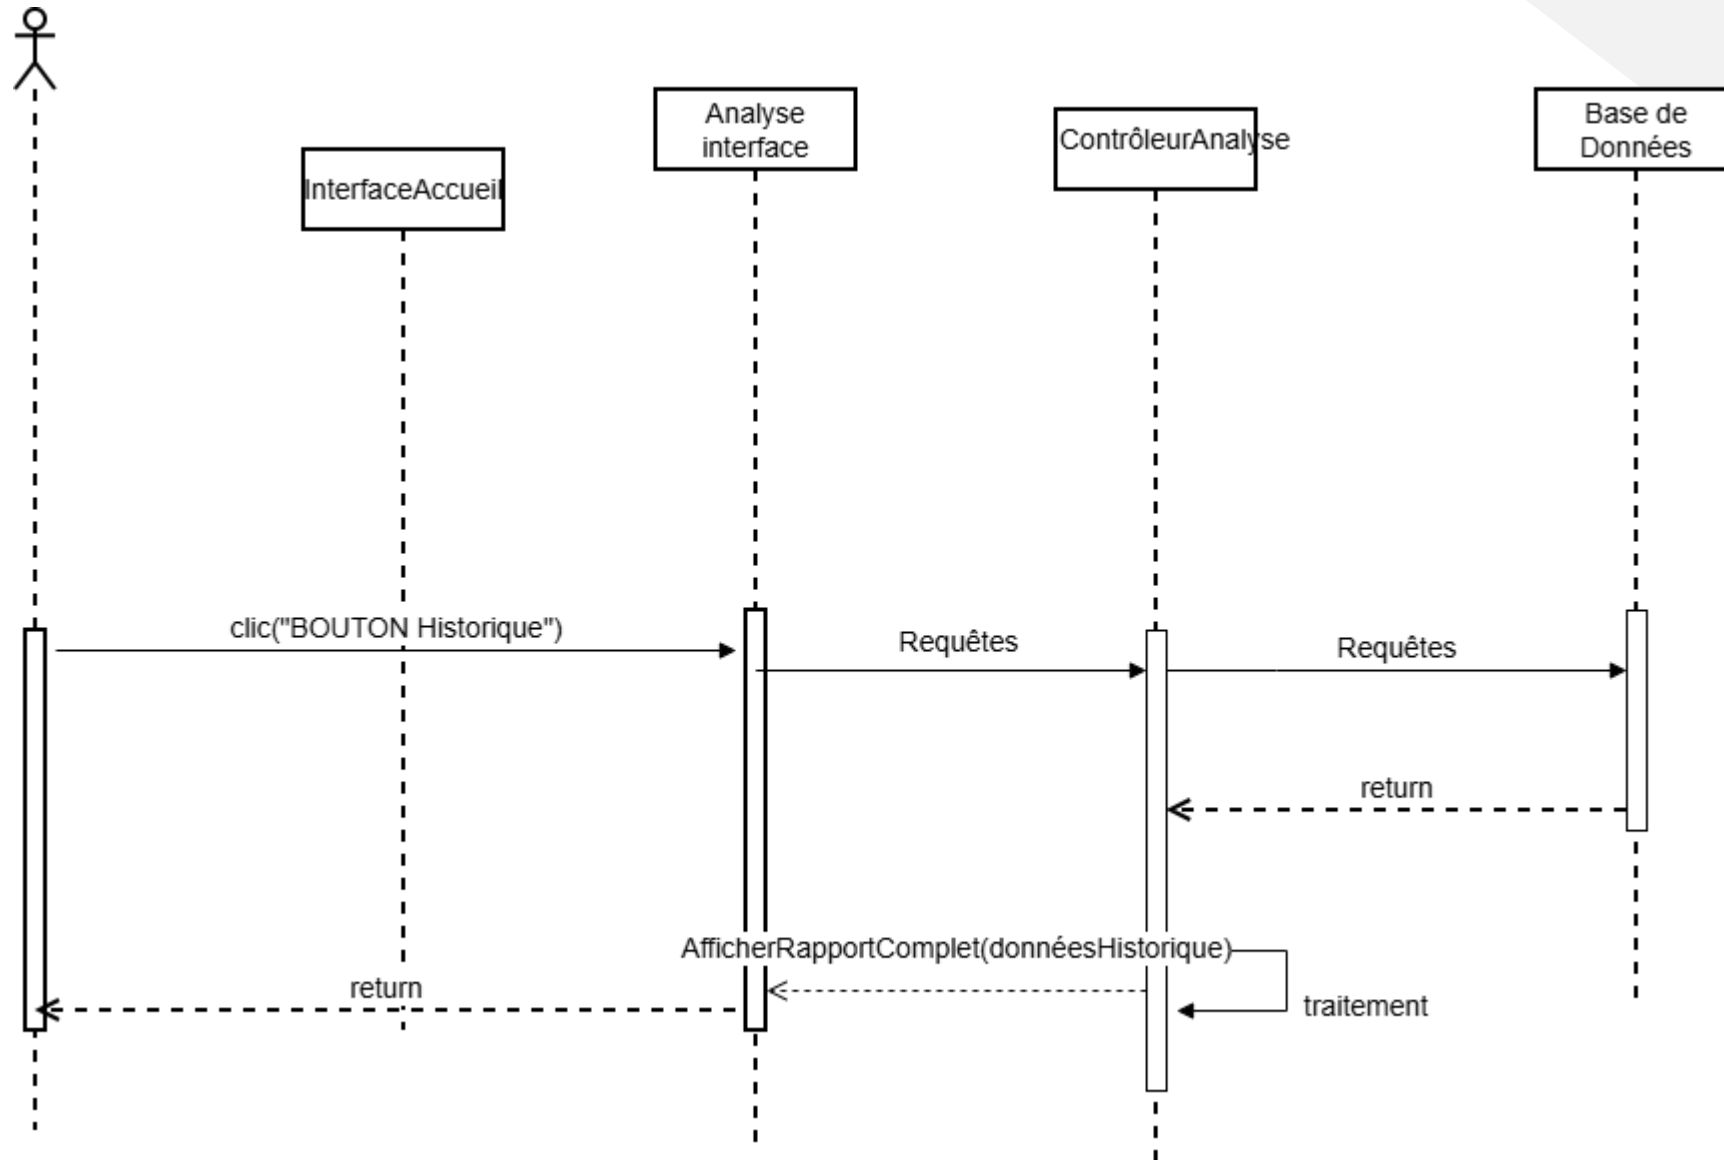 Analyse
interface
ContrôleurAnalyse
Base de
Données
InterfaceAccueil
clic("BOUTON Historique")
Requêtes
Requêtes
return
AfficherRapportComplet(donnéesHistorique)
return
traitement